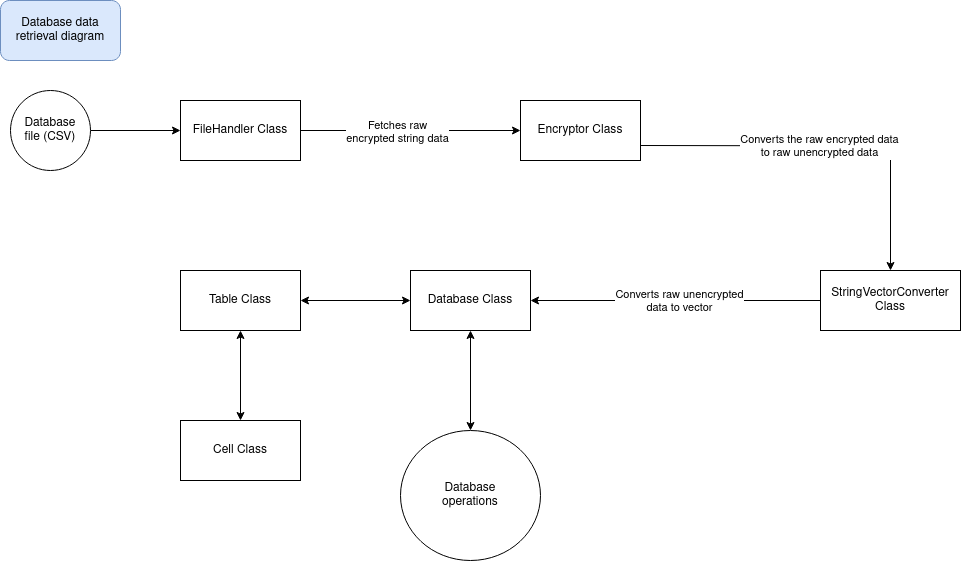 Database data
retrieval diagram
Database
file (CSV)
FileHandler Class
Fetches raw
encrypted string data
Encryptor Class
Converts the raw encrypted data
to raw unencrypted data
Table Class
Database Class
Converts raw unencrypted
data to vector
StringVectorConverter
Class
Cell Class
Database
operations